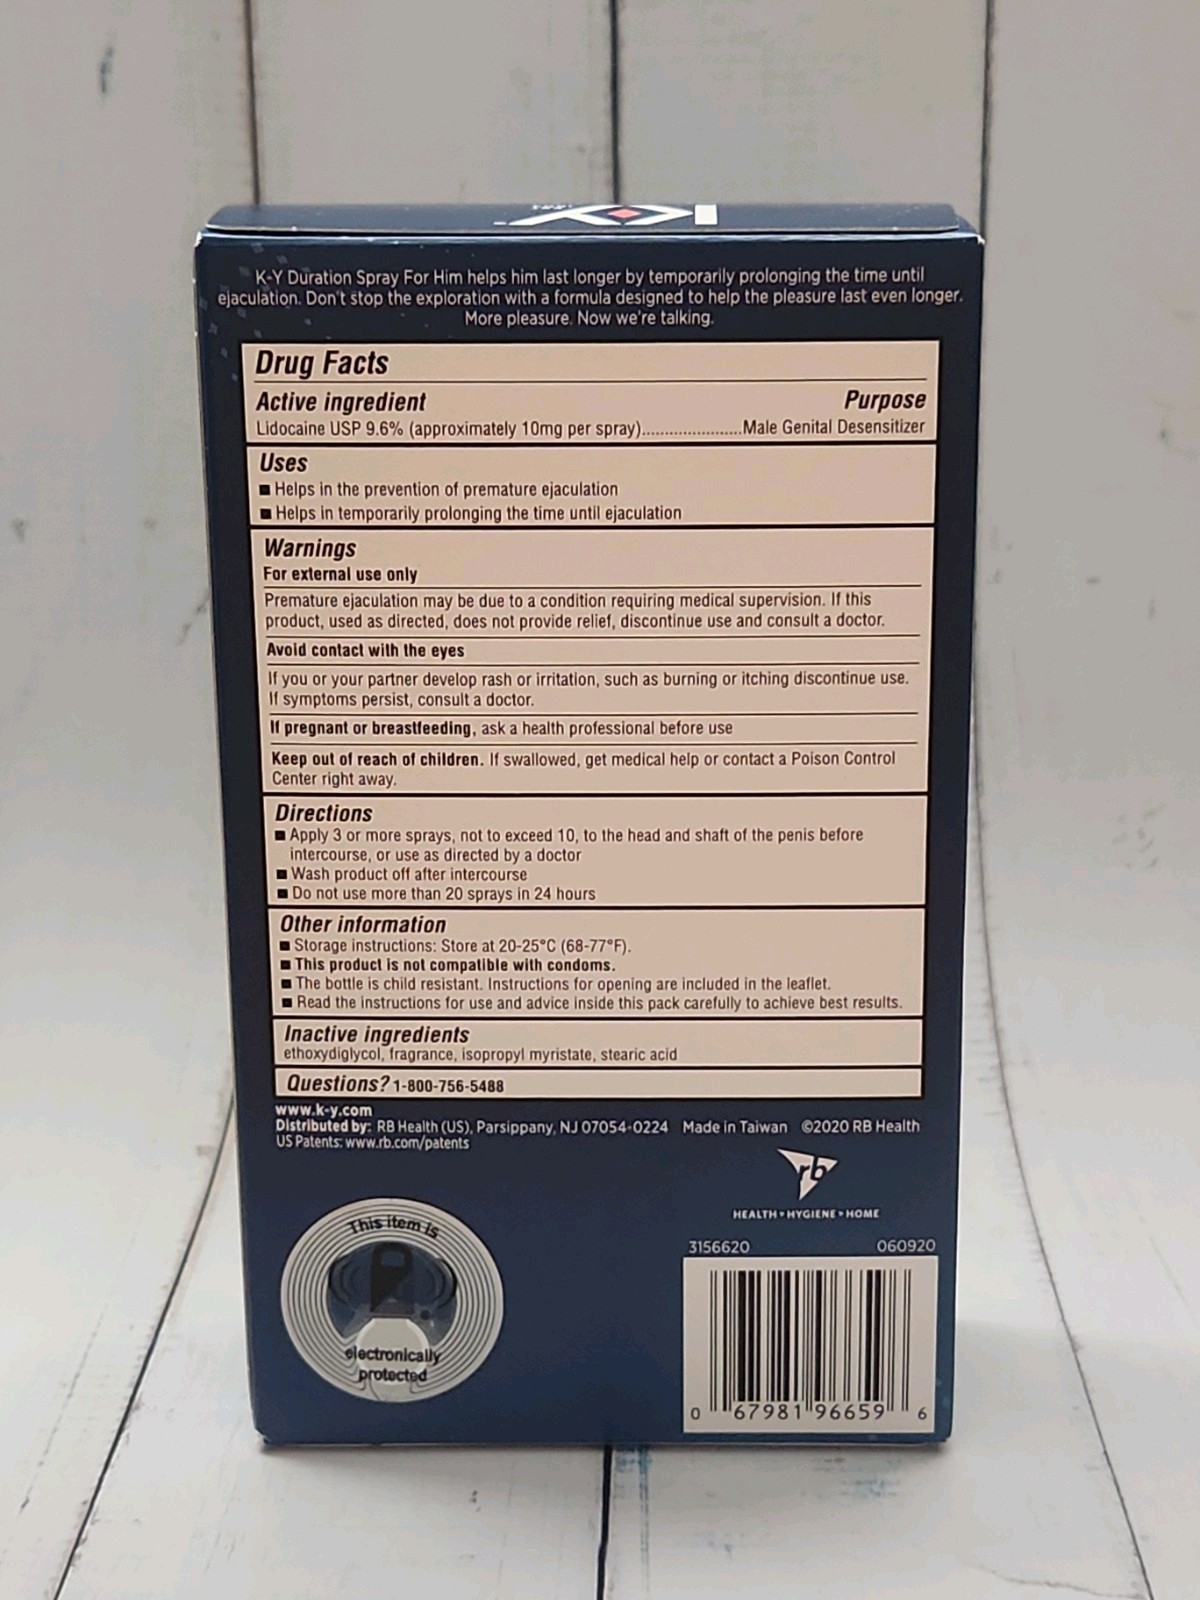 K-Y Duration Spray For Him helps him last longer by temporarily prolonging the time until
ejaculation. Don't stop the exploration with a formula designed to help the pleasure last even longer.
More pleasure. Now we're talking.
Drug Facts
Active ingredient Purpose
Lidocaine USP 9.6% (approximately 10mg per spray)......................Male Genital Desensitizer
Uses
■ Helps in the prevention of premature ejaculation
■ Helps in temporarily prolonging the time until ejaculation
Warnings
For external use only
Premature ejaculation may be due to a condition requiring medical supervision. If this
product, used as directed, does not provide relief, discontinue use and consult a doctor.
Avoid contact with the eyes
If you or your partner develop rash or irritation, such as burning or itching discontinue use.
If symptoms persist, consult a doctor.
If pregnant or breastfeeding, ask a health professional before use
Keep out of reach of children. If swallowed, get medical help or contact a Poison Control
Center right away.
Directions
■ Apply 3 or more sprays, not to exceed 10, to the head and shaft of the penis before
intercourse, or use as directed by a doctor
■ Wash product off after intercourse
■ Do not use more than 20 sprays in 24 hours
Other information
■ Storage instructions: Store at 20-25°C (68-77°F).
■ This product is not compatible with condoms.
■ The bottle is child resistant. Instructions for opening are included in the leaflet.
■ Read the instructions for use and advice inside this pack carefully to achieve best results.
Inactive ingredients
ethoxydiglycol, fragrance, isopropyl myristate, stearic acid
Questions? 1-800-756-5488
www.k-y.com
Distributed by: RB Health (US), Parsippany, NJ 07054-0224 Made in Taiwan ©2020 RB Health
US Patents: www.rb.com/patents
rb
HEALTH • HYGIENE • HOME
This item is
electronically
protected
3156620 060920
0 67981 96659 6